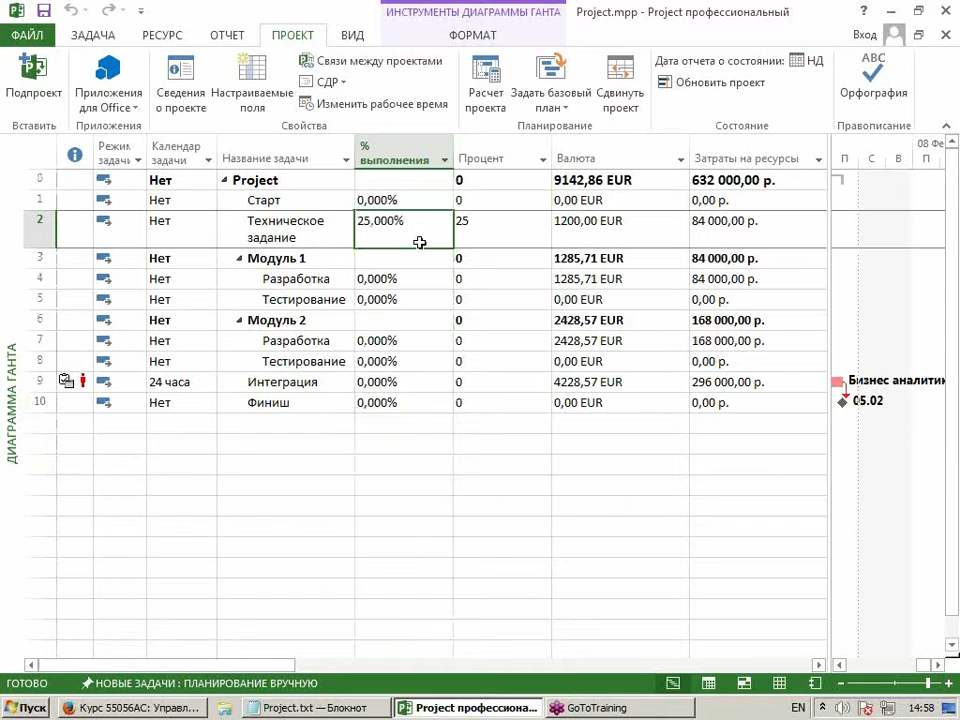 ИНСТРУМЕНТЫ ДИАГРАММЫ ГАНТА
Project.mpp - Project профессиональный
ФАЙЛ ЗАДАЧА РЕСУРС ОТЧЕТ ПРОЕКТ ВИД ФОРМАТ Вход
Подпроект
Приложения для Office
Сведения о проекте
Настраиваемые поля
Связи между проектами
СДР
Изменить рабочее время
Расчет проекта
Задать базовый план
Сдвинуть проект
Дата отчета о состоянии: НД
Обновить проект
ABC
Орфография
Вставить Приложения Свойства Планирование Состояние Правописание
Режим задачи Календарь задачи Название задачи % выполнения Процент Валюта Затраты на ресурсы 08 Фе
П С В П
0 Нет Project 0 9142,86 EUR 632 000,00 р.
1 Нет Старт 0,000% 0 0,00 EUR 0,00 р.
2 Нет Техническое задание 25,000% 25 1200,00 EUR 84 000,00 р.
3 Нет Модуль 1 0 1285,71 EUR 84 000,00 р.
4 Нет Разработка 0,000% 0 1285,71 EUR 84 000,00 р.
5 Нет Тестирование 0,000% 0 0,00 EUR 0,00 р.
6 Нет Модуль 2 0 2428,57 EUR 168 000,00 р.
7 Нет Разработка 0,000% 0 2428,57 EUR 168 000,00 р.
8 Нет Тестирование 0,000% 0 0,00 EUR 0,00 р.
9 24 часа Интеграция 0,000% 0 4228,57 EUR 296 000,00 р. Бизнес аналитик
10 Нет Финиш 0,000% 0 0,00 EUR 0,00 р. 05.02
ДИАГРАММА ГАНТА
ГОТОВО НОВЫЕ ЗАДАЧИ : ПЛАНИРОВАНИЕ ВРУЧНУЮ
Пуск Курс 55056AC: Управл... Project.txt — Блокнот Project профессиона... GoToTraining EN 14:58